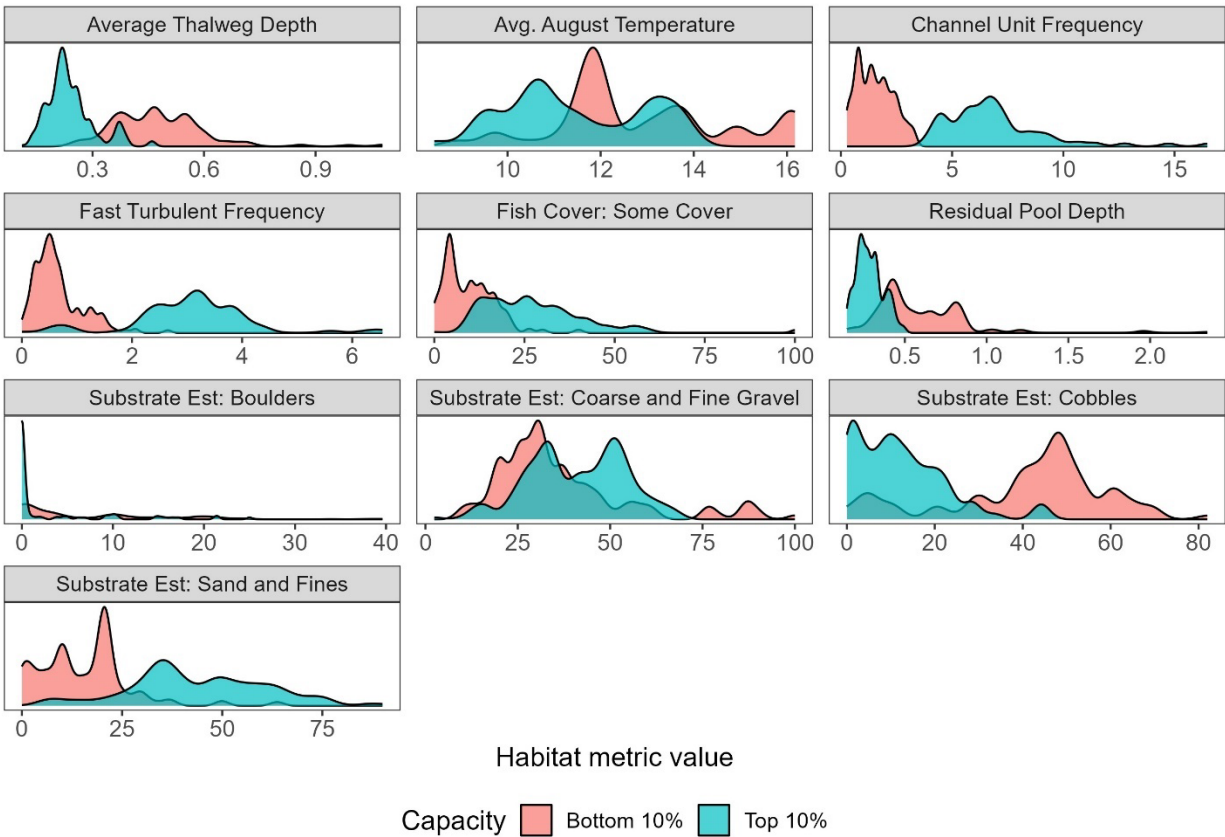 Average Thalweg Depth
Avg. August Temperature
Channel Unit Frequency
0.3 0.6 0.9
10 12 14 16
0 5 10 15
Fast Turbulent Frequency
Fish Cover: Some Cover
Residual Pool Depth
0 2 4 6
0 25 50 75 100
0.5 1.0 1.5 2.0
Substrate Est: Boulders
Substrate Est: Coarse and Fine Gravel
Substrate Est: Cobbles
0 10 20 30 40
0 25 50 75 100
0 20 40 60 80
Substrate Est: Sand and Fines
0 25 50 75
Habitat metric value
Capacity Bottom 10% Top 10%